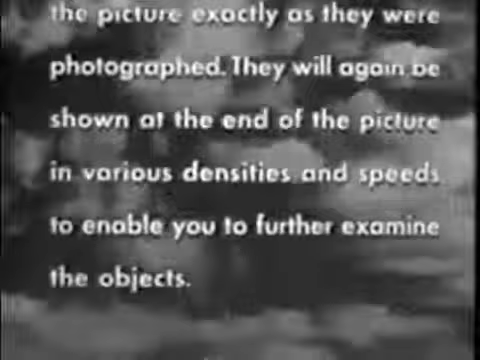 the picture exactly as they were
photographed. They will again be
shown at the end of the picture
in various densities and speeds
to enable you to further examine
the objects.